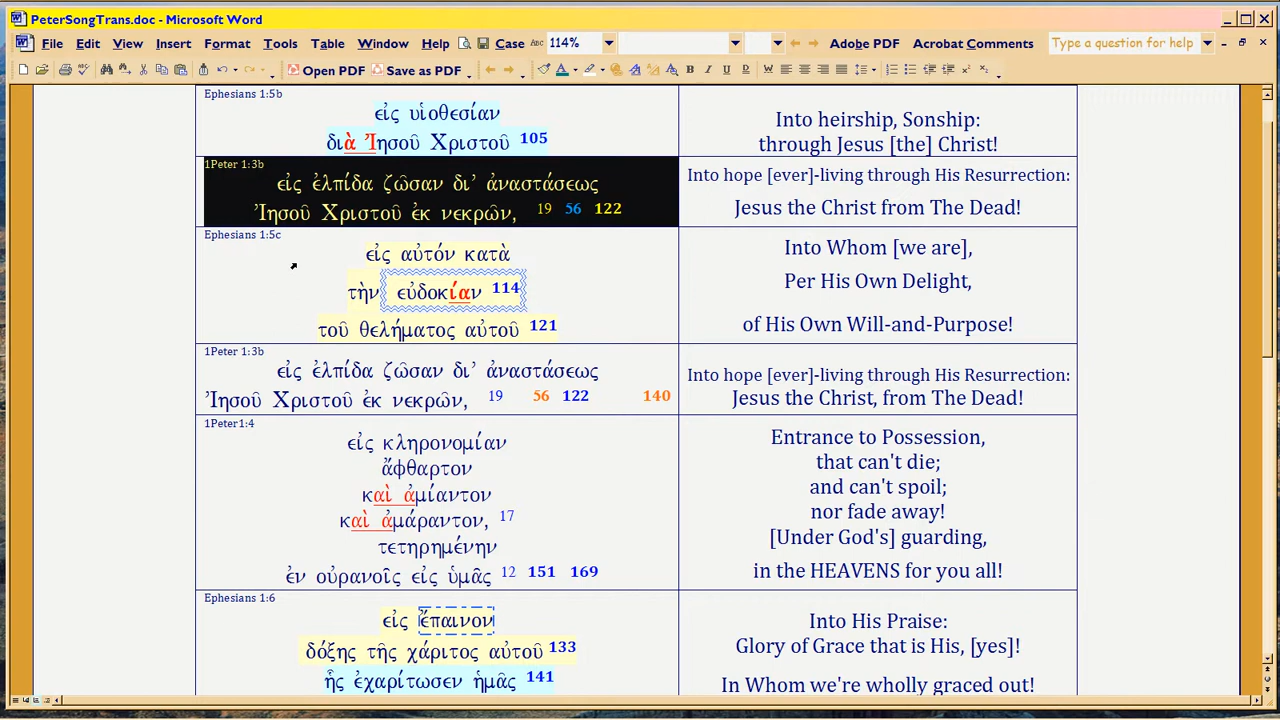 PeterSongTrans.doc - Microsoft Word
File Edit View Insert Format Tools Table Window Help Case 114% Adobe PDF Acrobat Comments Type a question for help
Open PDF Save as PDF
Ephesians 1:5b
εἰς υἱοθεσίαν
διὰ Ἰησοῦ Χριστοῦ 105
Into heirship, Sonship:
through Jesus [the] Christ!
1Peter 1:3b
εἰς ἐλπίδα ζῶσαν δι’ ἀναστάσεως
Ἰησοῦ Χριστοῦ ἐκ νεκρῶν, 19 56 122
Into hope [ever]-living through His Resurrection:
Jesus the Christ from The Dead!
Ephesians 1:5c
εἰς αὐτόν κατὰ
τὴν εὐδοκίαν 114
τοῦ θελήματος αὐτοῦ 121
Into Whom [we are],
Per His Own Delight,
of His Own Will-and-Purpose!
1Peter 1:3b
εἰς ἐλπίδα ζῶσαν δι’ ἀναστάσεως
Ἰησοῦ Χριστοῦ ἐκ νεκρῶν, 19 56 122 140
Into hope [ever]-living through His Resurrection:
Jesus the Christ, from The Dead!
1Peter1:4
εἰς κληρονομίαν
ἄφθαρτον
καὶ ἀμίαντον
καὶ ἀμάραντον, 17
τετηρημένην
ἐν οὐρανοῖς εἰς ὑμᾶς 12 151 169
Entrance to Possession,
that can't die;
and can't spoil;
nor fade away!
[Under God's] guarding,
in the HEAVENS for you all!
Ephesians 1:6
εἰς ἔπαινον
δόξης τῆς χάριτος αὐτοῦ 133
ἧς ἐχαρίτωσεν ἡμᾶς 141
Into His Praise:
Glory of Grace that is His, [yes]!
In Whom we're wholly graced out!